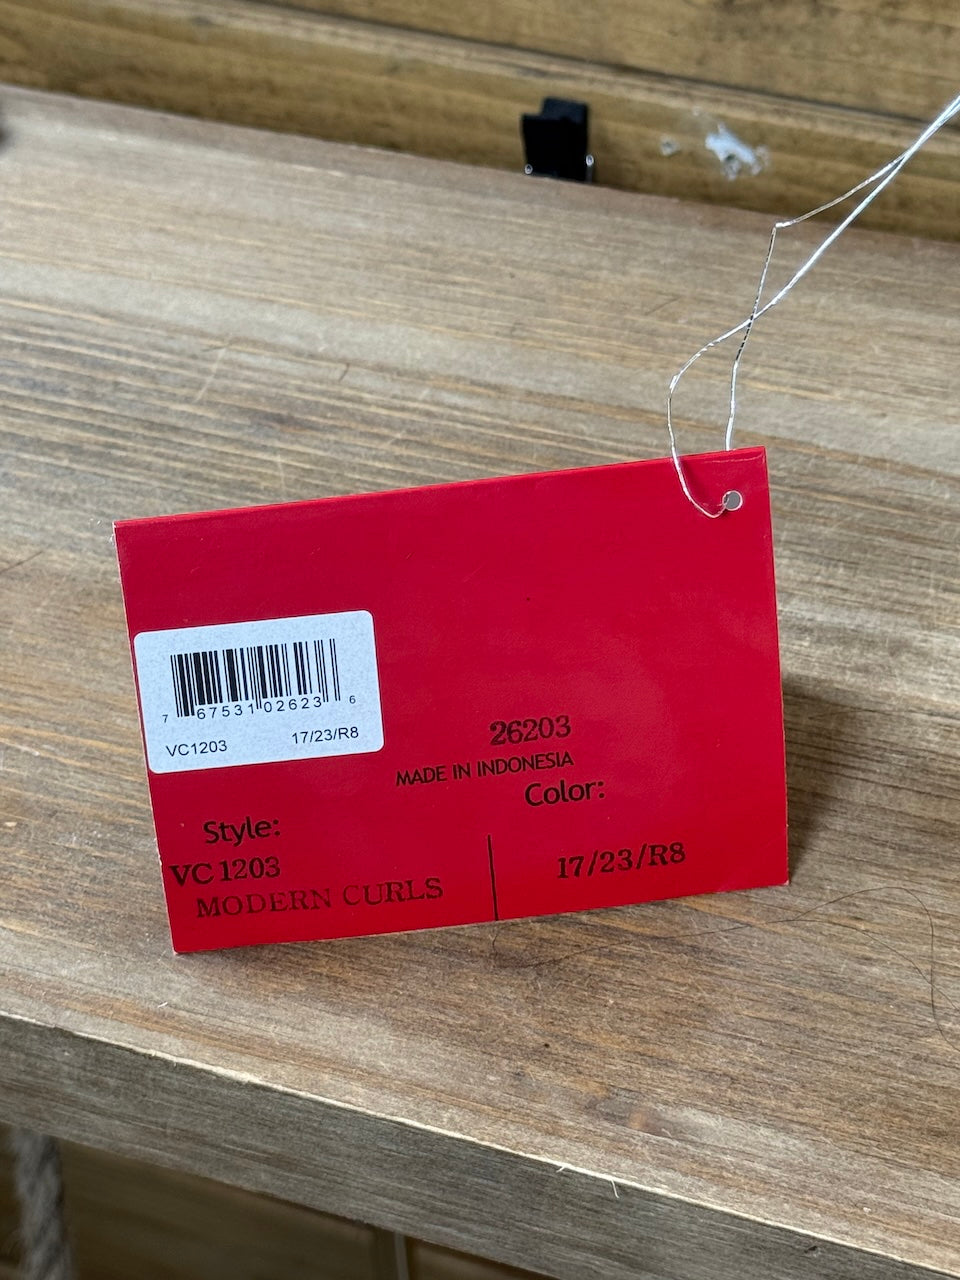 7 67531 02623 6
VC1203 17/23/R8
26203
MADE IN INDONESIA
Color:
Style:
VC 1203
17/23/R8
MODERN CURLS